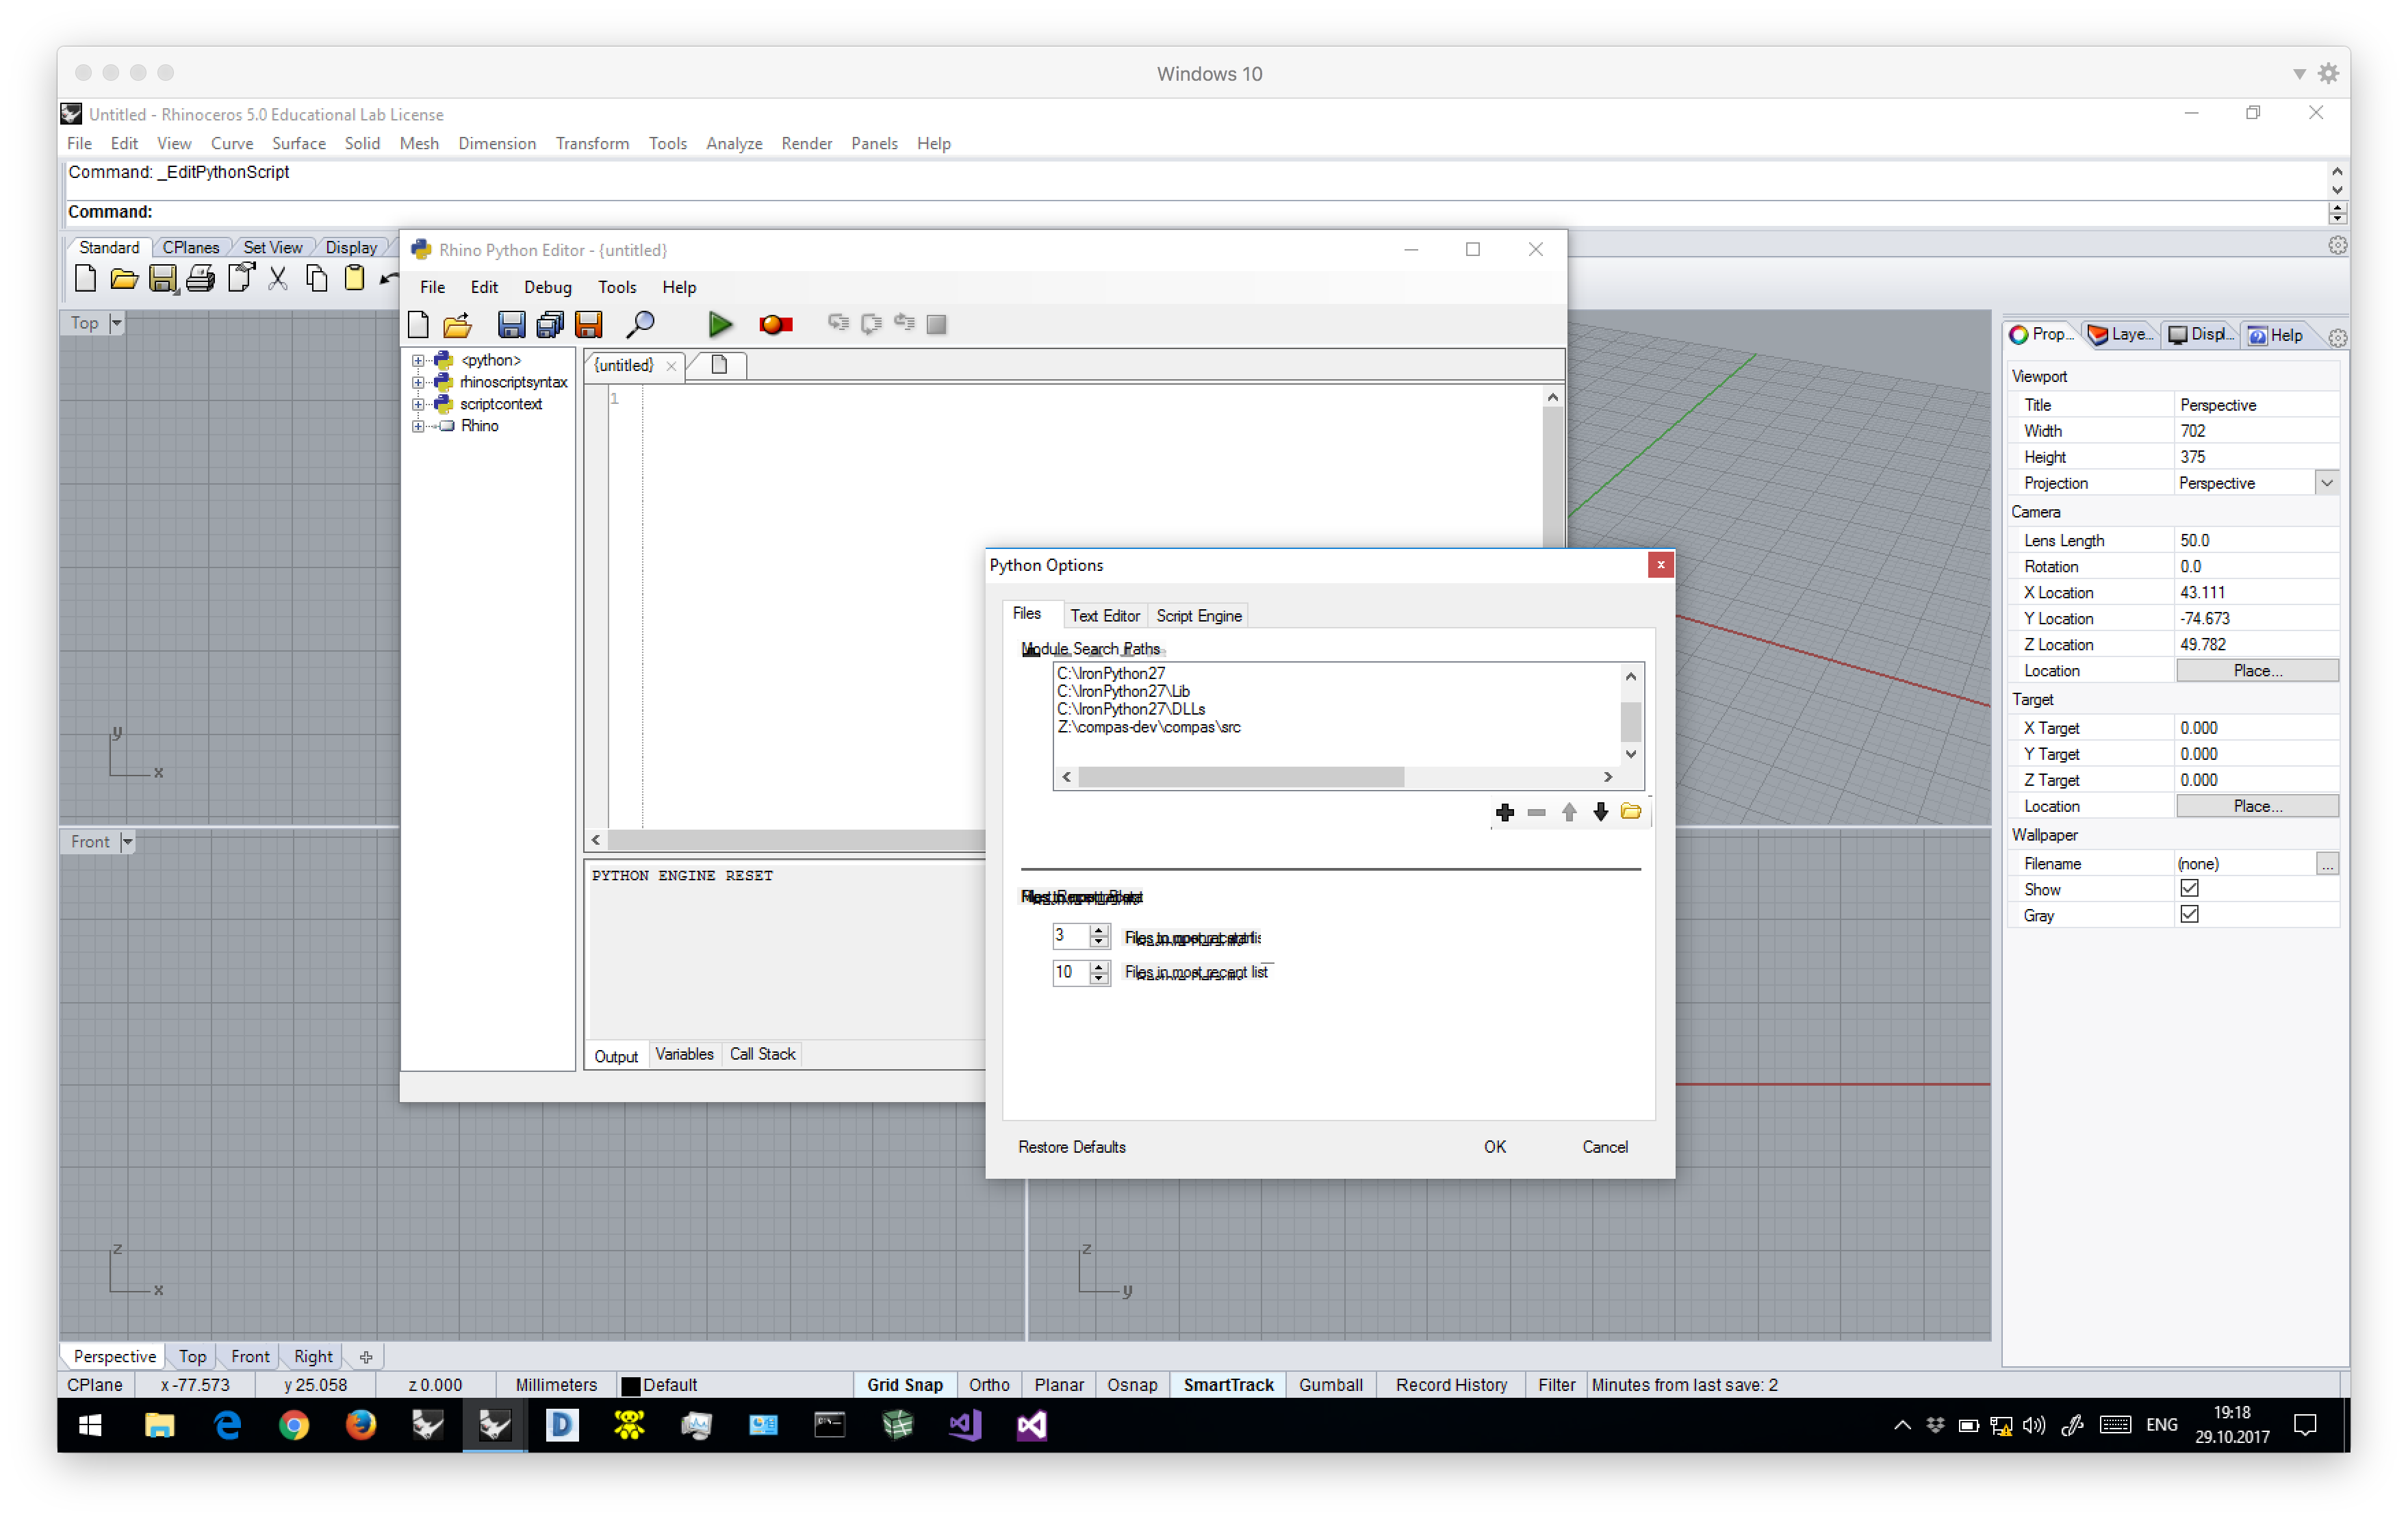 Windows 10
Untitled - Rhinoceros 5.0 Educational Lab License
File Edit View Curve Surface Solid Mesh Dimension Transform Tools Analyze Render Panels Help
Command: _EditPythonScript
Command:
Standard CPlanes Set View Display
Rhino Python Editor - {untitled}
File Edit Debug Tools Help
Top
<python>
rhinoscriptsyntax
scriptcontext
Rhino
{untitled}
1
PYTHON ENGINE RESET
Output Variables Call Stack
Python Options
Files Text Editor Script Engine
Module Search Paths
C:\IronPython27
C:\IronPython27\Lib
C:\IronPython27\DLLs
Z:\compas-dev\compas\src
3
10 Files in most recent list
Restore Defaults OK Cancel
Prop... Laye... Displ... Help
Viewport
Title Perspective
Width 702
Height 375
Projection Perspective
Camera
Lens Length 50.0
Rotation 0.0
X Location 43.111
Y Location -74.673
Z Location 49.782
Location Place...
Target
X Target 0.000
Y Target 0.000
Z Target 0.000
Location Place...
Wallpaper
Filename (none) ...
Show
Gray
y
x
Front
z
x
z
y
Perspective Top Front Right
CPlane x -77.573 y 25.058 z 0.000 Millimeters Default Grid Snap Ortho Planar Osnap SmartTrack Gumball Record History Filter Minutes from last save: 2
D
ENG
19:18
29.10.2017